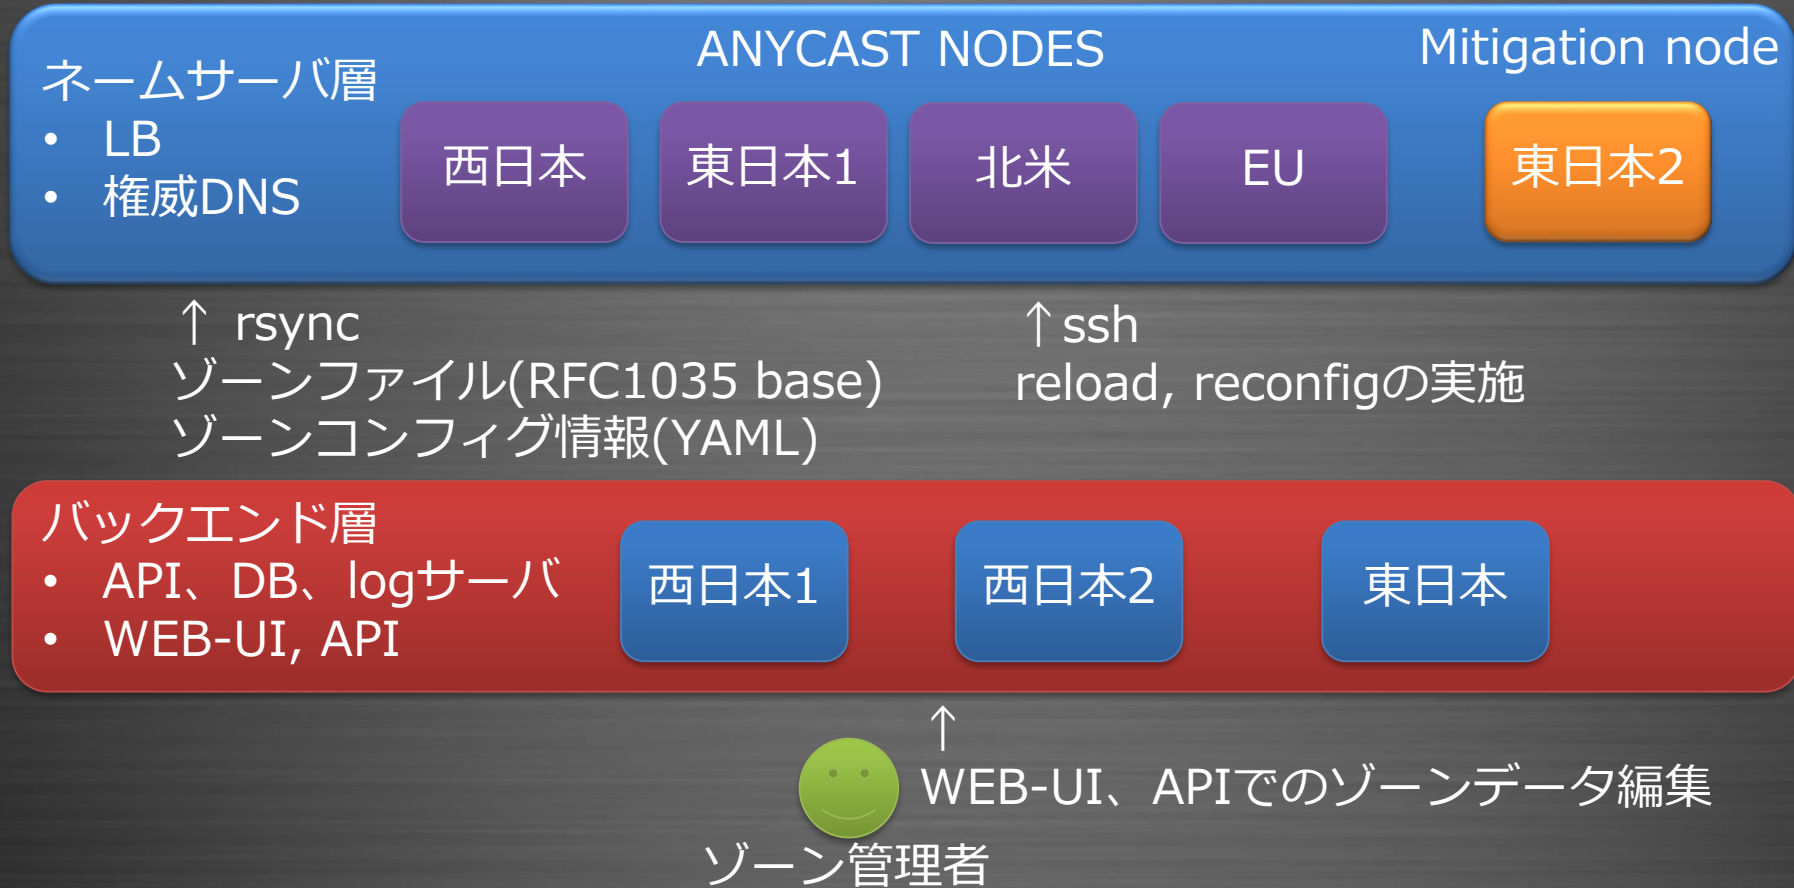 ANYCAST NODES
Mitigation node
ネームサーバ層
• LB
• 権威DNS
西日本
東日本1
北米
EU
東日本2
↑ rsync
ゾーンファイル(RFC1035 base)
ゾーンコンフィグ情報(YAML)
↑ssh
reload, reconfigの実施
バックエンド層
• API、DB、logサーバ
• WEB-UI, API
西日本1
西日本2
東日本
↑
WEB-UI、APIでのゾーンデータ編集
ゾーン管理者